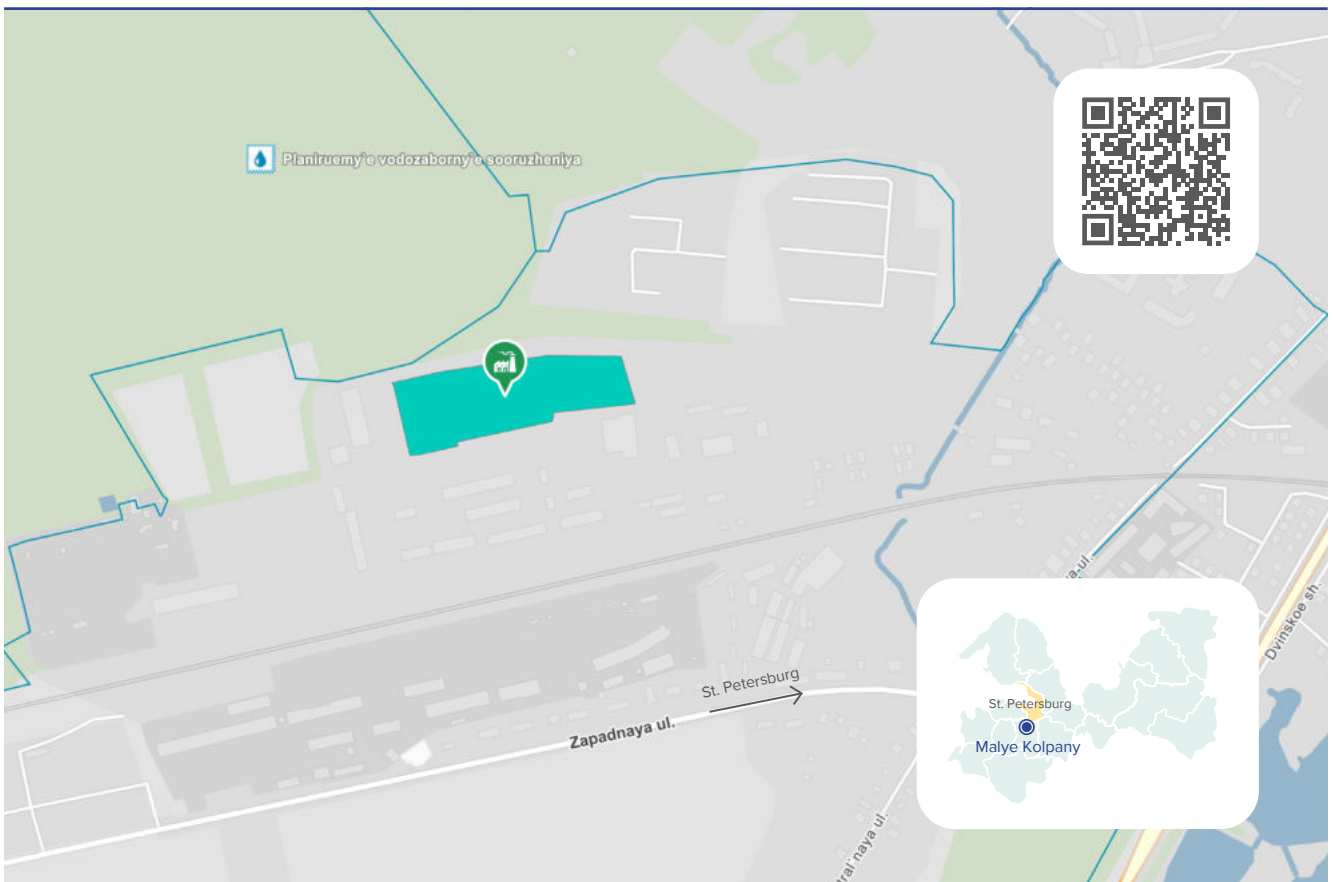 Planiruemy`e vodozaborny`e sooruzheniya
Dvinskoe sh.
St. Petersburg
Zapadnaya ul.
St. Petersburg
Malye Kolpany